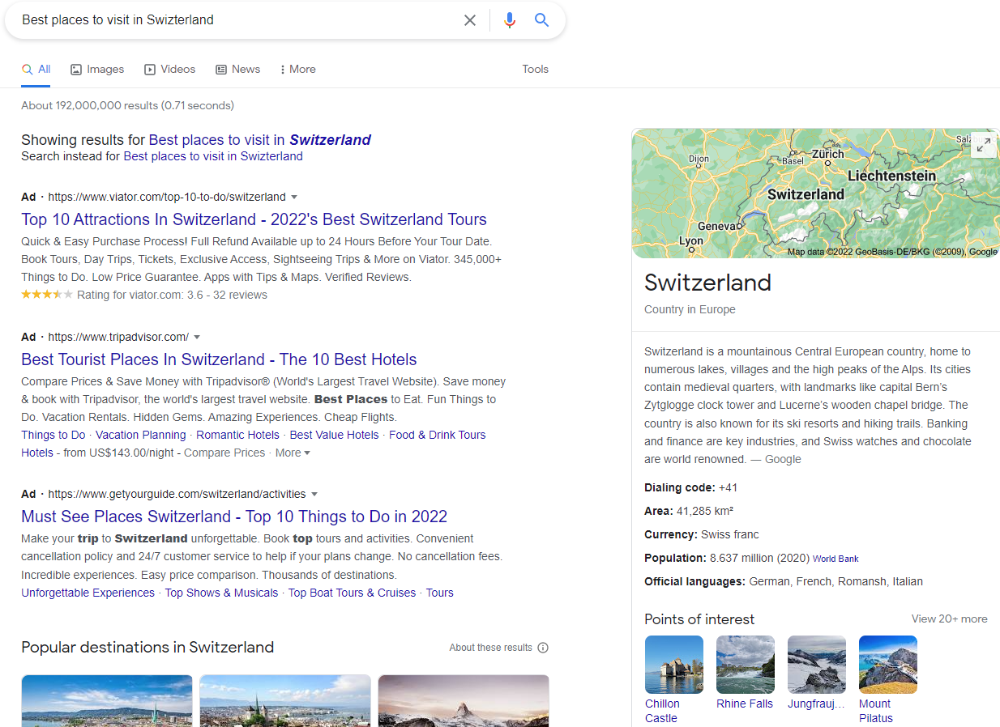 Best places to visit in Swizterland
All
Images
Videos
News
More
Tools
About 192,000,000 results (0.71 seconds)
Showing results for Best places to visit in Switzerland
Search instead for Best places to visit in Swizterland
Ad · https://www.viator.com/top-10-to-do/switzerland
Top 10 Attractions In Switzerland - 2022's Best Switzerland Tours
Quick & Easy Purchase Process! Full Refund Available up to 24 Hours Before Your Tour Date.
Book Tours, Day Trips, Tickets, Exclusive Access, Sightseeing Trips & More on Viator. 345,000+
Things to Do. Low Price Guarantee. Apps with Tips & Maps. Verified Reviews.
Rating for viator.com: 3.6 - 32 reviews
Ad · https://www.tripadvisor.com/
Best Tourist Places In Switzerland - The 10 Best Hotels
Compare Prices & Save Money with Tripadvisor® (World's Largest Travel Website). Save money
& book with Tripadvisor, the world's largest travel website. Best Places to Eat. Fun Things to
Do. Vacation Rentals. Hidden Gems. Amazing Experiences. Cheap Flights.
Things to Do · Vacation Planning · Romantic Hotels · Best Value Hotels · Food & Drink Tours
Hotels - from US$143.00/night - Compare Prices · More
Ad · https://www.getyourguide.com/switzerland/activities
Must See Places Switzerland - Top 10 Things to Do in 2022
Make your trip to Switzerland unforgettable. Book top tours and activities. Convenient
cancellation policy and 24/7 customer service to help if your plans change. No cancellation fees.
Incredible experiences. Easy price comparison. Thousands of destinations.
Unforgettable Experiences · Top Shows & Musicals · Top Boat Tours & Cruises · Tours
Popular destinations in Switzerland
About these results
Dijon
Basel
Zürich
Liechtenstein
Switzerland
Geneva
Lyon
Map data ©2022 GeoBasis-DE/BKG (©2009), Google
Switzerland
Country in Europe
Switzerland is a mountainous Central European country, home to
numerous lakes, villages and the high peaks of the Alps. Its cities
contain medieval quarters, with landmarks like capital Bern's
Zytglogge clock tower and Lucerne's wooden chapel bridge. The
country is also known for its ski resorts and hiking trails. Banking
and finance are key industries, and Swiss watches and chocolate
are world renowned. — Google
Dialing code: +41
Area: 41,285 km²
Currency: Swiss franc
Population: 8.637 million (2020) World Bank
Official languages: German, French, Romansh, Italian
Points of interest
View 20+ more
Chillon
Castle
Rhine Falls
Jungfrauj...
Mount
Pilatus